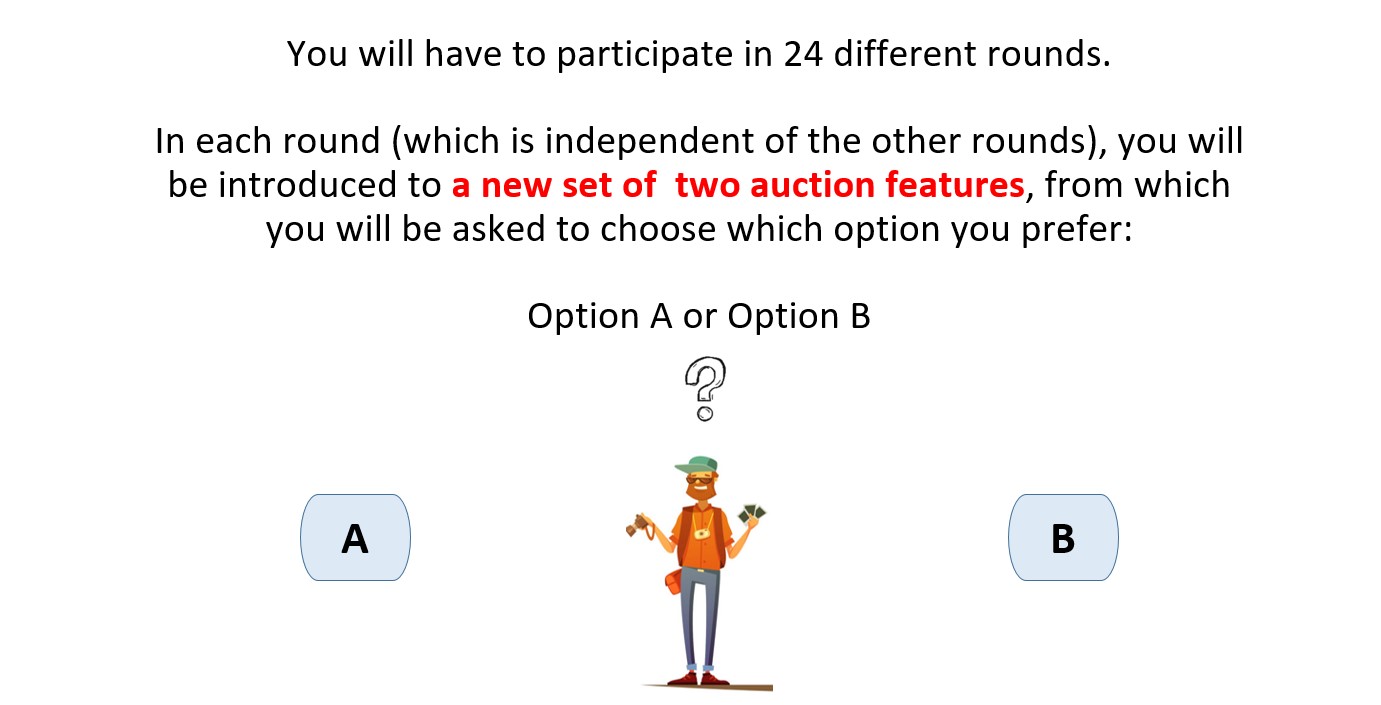 You will have to participate in 24 different rounds.
In each round (which is independent of the other rounds), you will
be introduced to a new set of  two auction features, from which
you will be asked to choose which option you prefer:
Option A or Option B
?
A
B